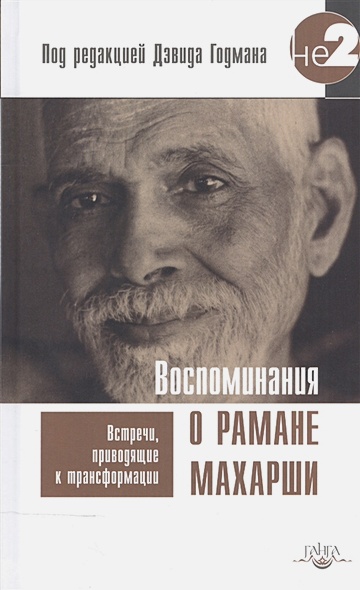 Под редакцией Дэвида Годмана
не2
Воспоминания
о Рамане
Махарши
Встречи,
приводящие
к трансформации
ГАНГА